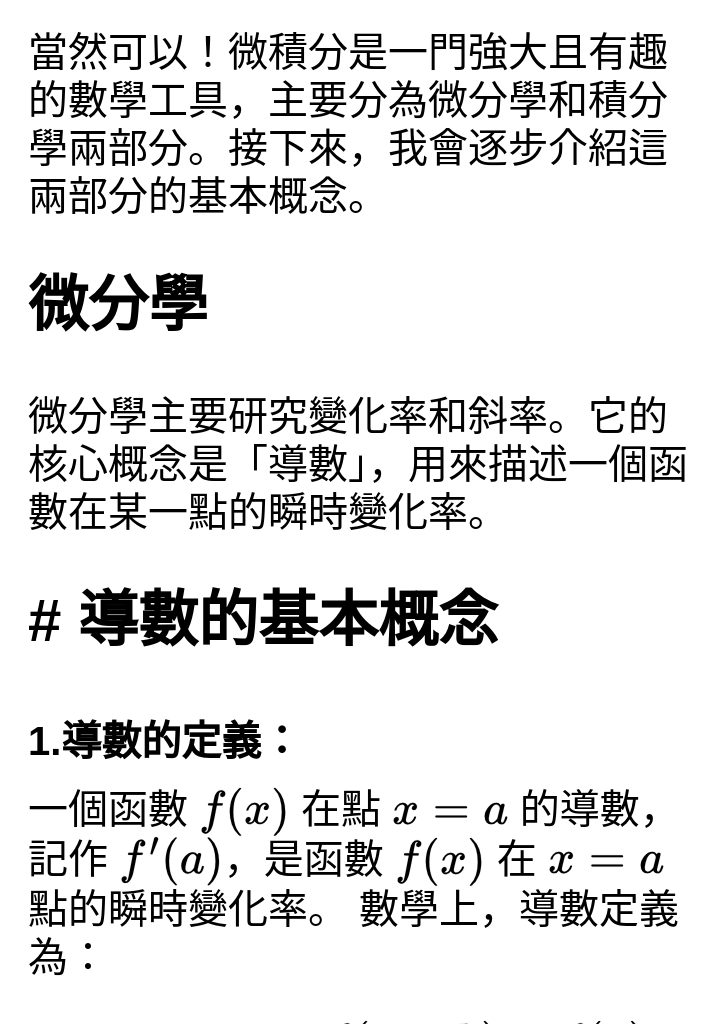 當然可以！微積分是一門強大且有趣
的數學工具，主要分為微分學和積分
學兩部分。接下來，我會逐步介紹這
兩部分的基本概念。
微分學
微分學主要研究變化率和斜率。它的
核心概念是「導數」，用來描述一個函
數在某一點的瞬時變化率。
# 導數的基本概念
1.導數的定義：
一個函數 f(x) 在點 x = a 的導數，
記作 f′(a)，是函數 f(x) 在 x = a
點的瞬時變化率。 數學上，導數定義
為：